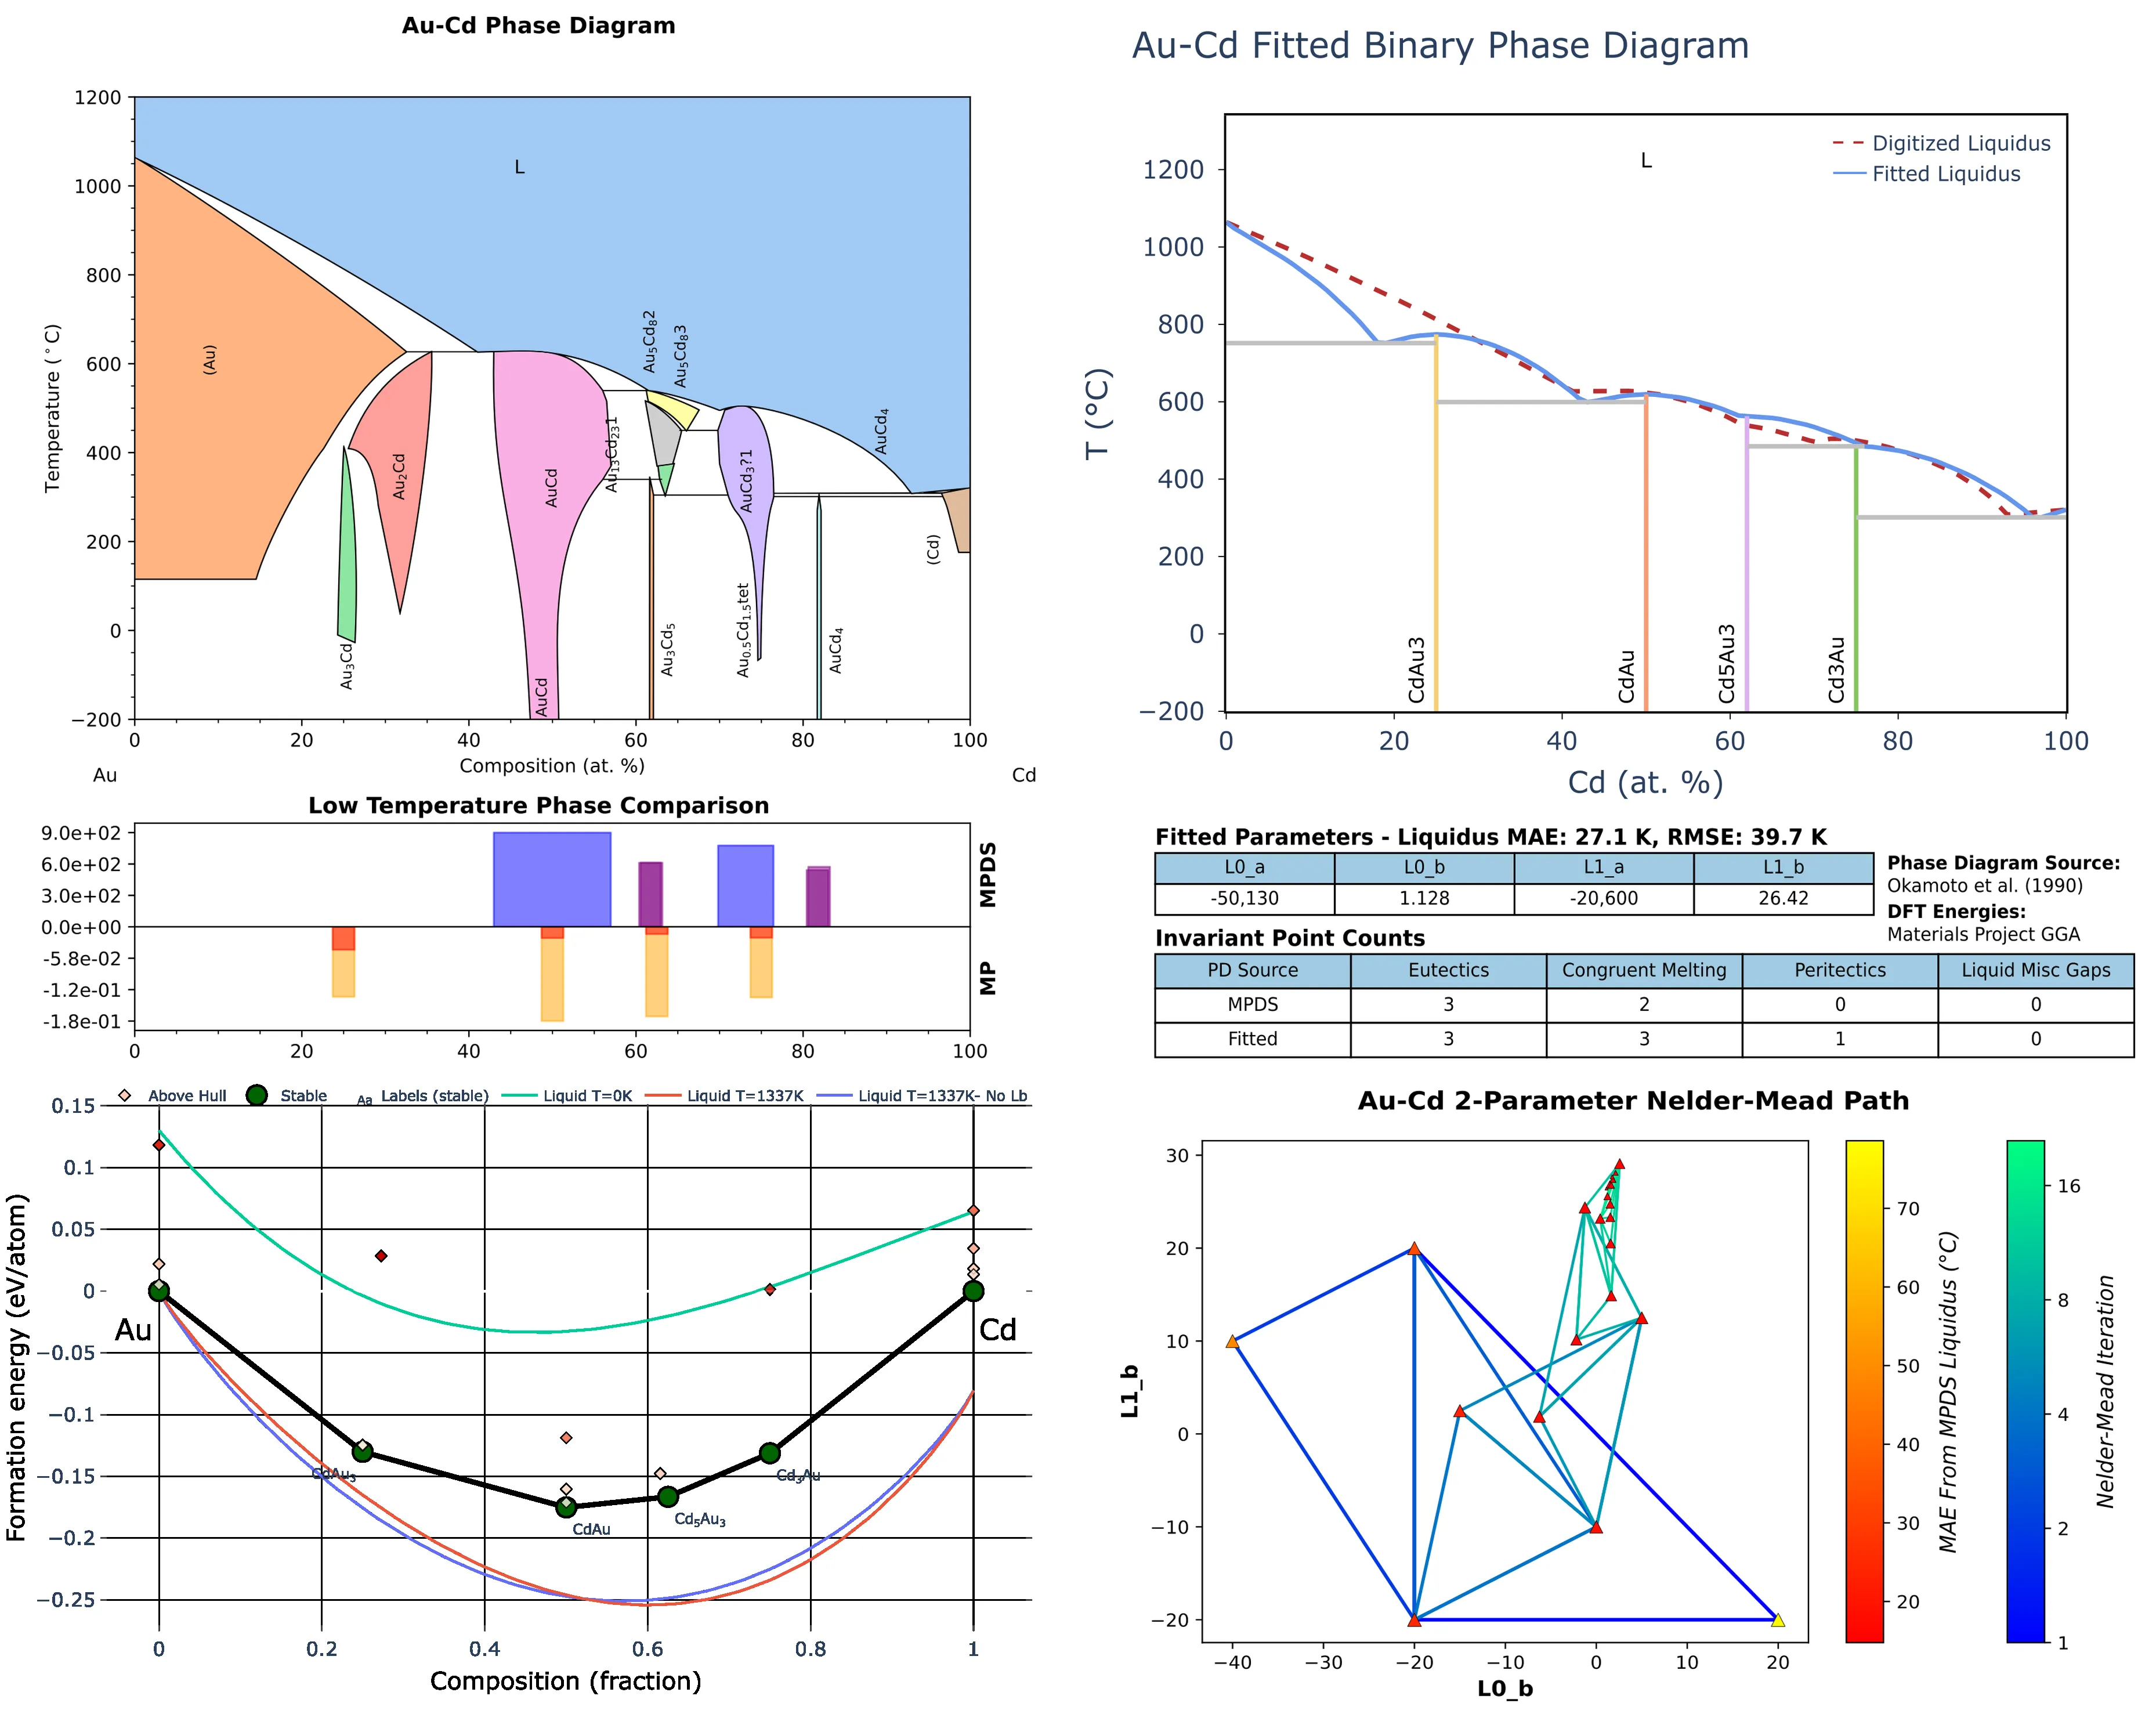 Au-Cd Phase Diagram
1200
1000
800
600
400
200
0
−200
Temperature (°C)
L
(Au)
Au3Cd
Au2Cd
AuCd
AuCd
Au13Cd231
Au5Cd82
Au5Cd83
Au3Cd5
AuCd3?1
Au0.5Cd1.5tet
AuCd4
AuCd4
(Cd)
0 20 40 60 80 100
Composition (at. %)
Au Cd
Au-Cd Fitted Binary Phase Diagram
Digitized Liquidus
Fitted Liquidus
L
1200
1000
800
600
400
200
0
−200
T (°C)
CdAu3
CdAu
Cd5Au3
Cd3Au
0 20 40 60 80 100
Cd (at. %)
Low Temperature Phase Comparison
9.0e+02
6.0e+02
3.0e+02
0.0e+00
-5.8e-02
-1.2e-01
-1.8e-01
MPDS
MP
0 20 40 60 80 100
Fitted Parameters - Liquidus MAE: 27.1 K, RMSE: 39.7 K
L0_a L0_b L1_a L1_b
-50,130 1.128 -20,600 26.42
Phase Diagram Source:
Okamoto et al. (1990)
DFT Energies:
Materials Project GGA
Invariant Point Counts
PD Source Eutectics Congruent Melting Peritectics Liquid Misc Gaps
MPDS 3 2 0 0
Fitted 3 3 1 0
Above Hull Stable Aa Labels (stable) Liquid T=0K Liquid T=1337K Liquid T=1337K- No Lb
0.15
0.1
0.05
0
−0.05
−0.1
−0.15
−0.2
−0.25
Formation energy (eV/atom)
Au
Cd
CdAu3
CdAu
Cd5Au3
Cd3Au
0 0.2 0.4 0.6 0.8 1
Composition (fraction)
Au-Cd 2-Parameter Nelder-Mead Path
30
20
10
0
−10
−20
L1_b
−40 −30 −20 −10 0 10 20
L0_b
70
60
50
40
30
20
MAE From MPDS Liquidus (°C)
16
8
4
2
1
Nelder-Mead Iteration